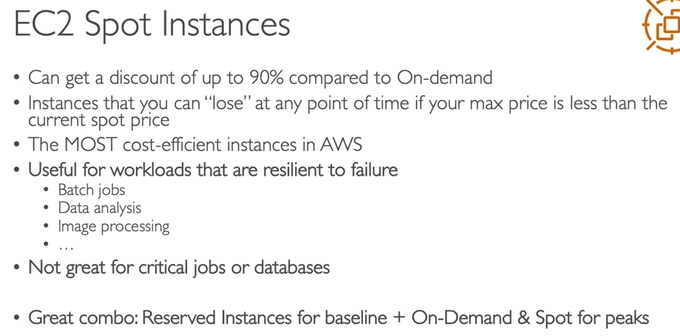 EC2 Spot Instances
• Can get a discount of up to 90% compared to On-demand
• Instances that you can “lose” at any point of time if your max price is less than the
current spot price
• The MOST cost-efficient instances in AWS
• Useful for workloads that are resilient to failure
• Batch jobs
• Data analysis
• Image processing
• …
• Not great for critical jobs or databases
• Great combo: Reserved Instances for baseline + On-Demand & Spot for peaks